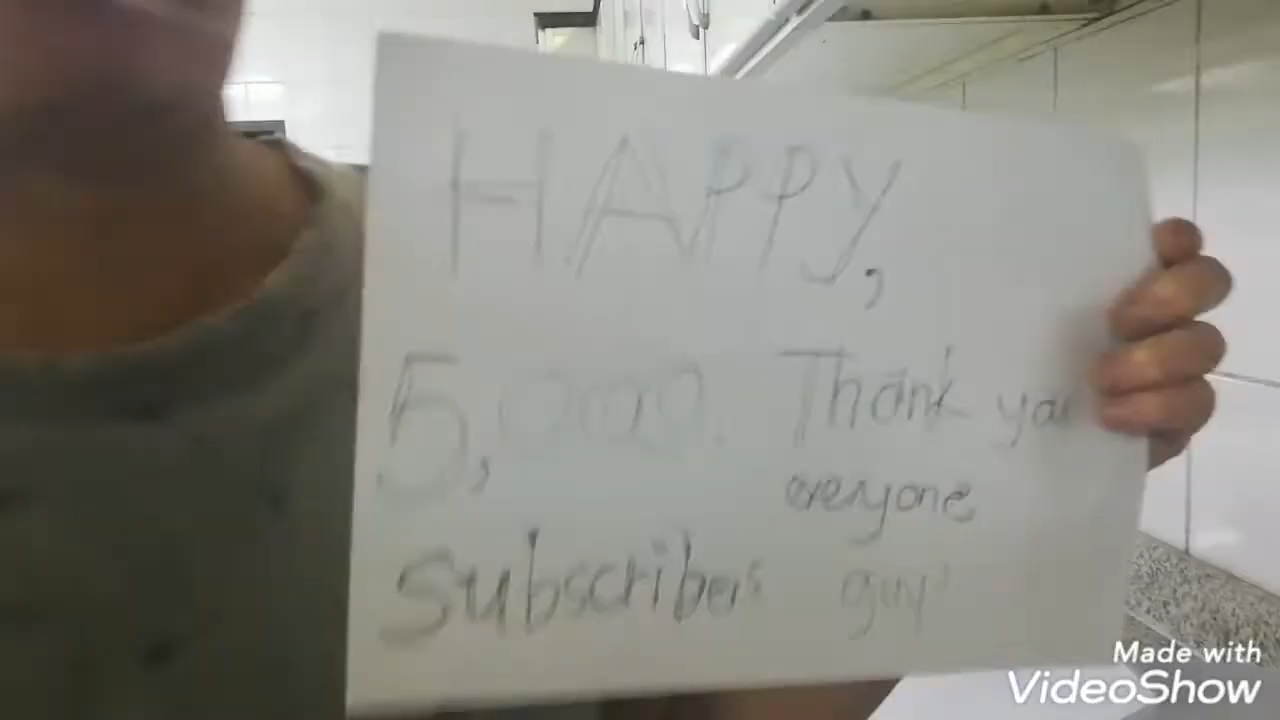 HAPPY,
5,000. Thank you
everyone
subscribers guys
Made with
VideoShow